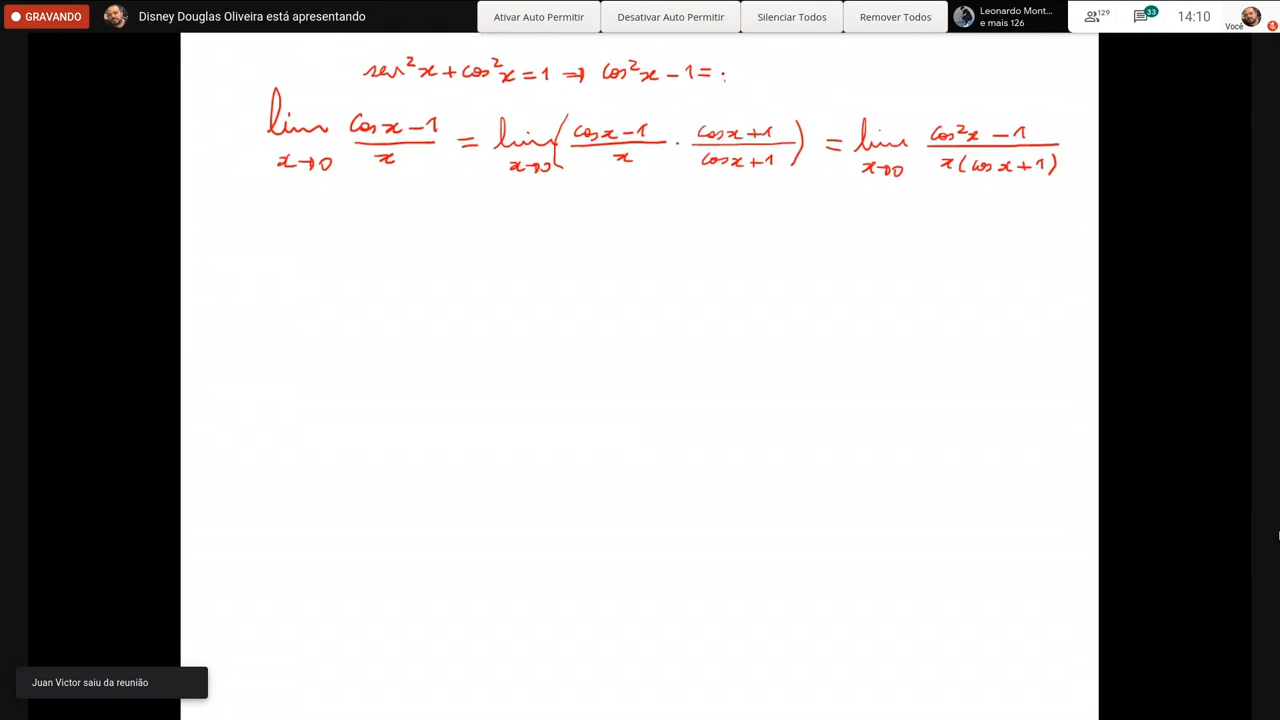 GRAVANDO Disney Douglas Oliveira está apresentando Ativar Auto Permitir Desativar Auto Permitir Silenciar Todos Remover Todos Leonardo Mont... e mais 126 129 33 14:10 Você
sen²x + cos²x = 1 ⇒ cos²x - 1 =
lim x→0 (cos x - 1)/x = lim x→0 ((cos x - 1)/x · (cos x + 1)/(cos x + 1)) = lim x→0 (cos²x - 1)/(x(cos x + 1))
Juan Victor saiu da reunião